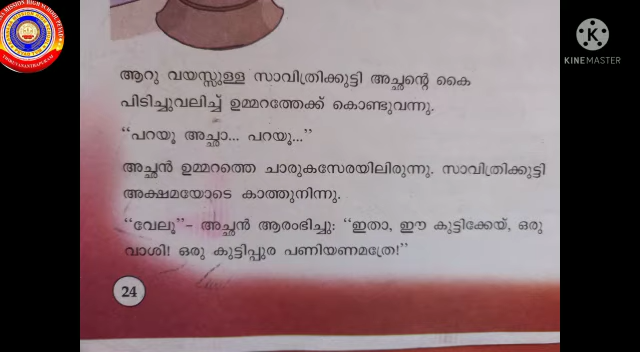 KINEMASTER
ആറു വയസ്സുള്ള സാവിത്രിക്കുട്ടി അച്ഛന്റെ കൈ
പിടിച്ചുവലിച്ച് ഉമ്മറത്തേക്ക് കൊണ്ടുവന്നു.
“പറയൂ അച്ഛാ... പറയൂ...”
അച്ഛൻ ഉമ്മറത്തെ ചാരുകസേരയിലിരുന്നു. സാവിത്രിക്കുട്ടി
അക്ഷമയോടെ കാത്തുനിന്നു.
“വേലൂ”- അച്ഛൻ ആരംഭിച്ചു: “ഇതാ, ഈ കുട്ടിക്കേയ്, ഒരു
വാശി! ഒരു കുട്ടിപ്പുര പണിയണമത്രേ!”
24